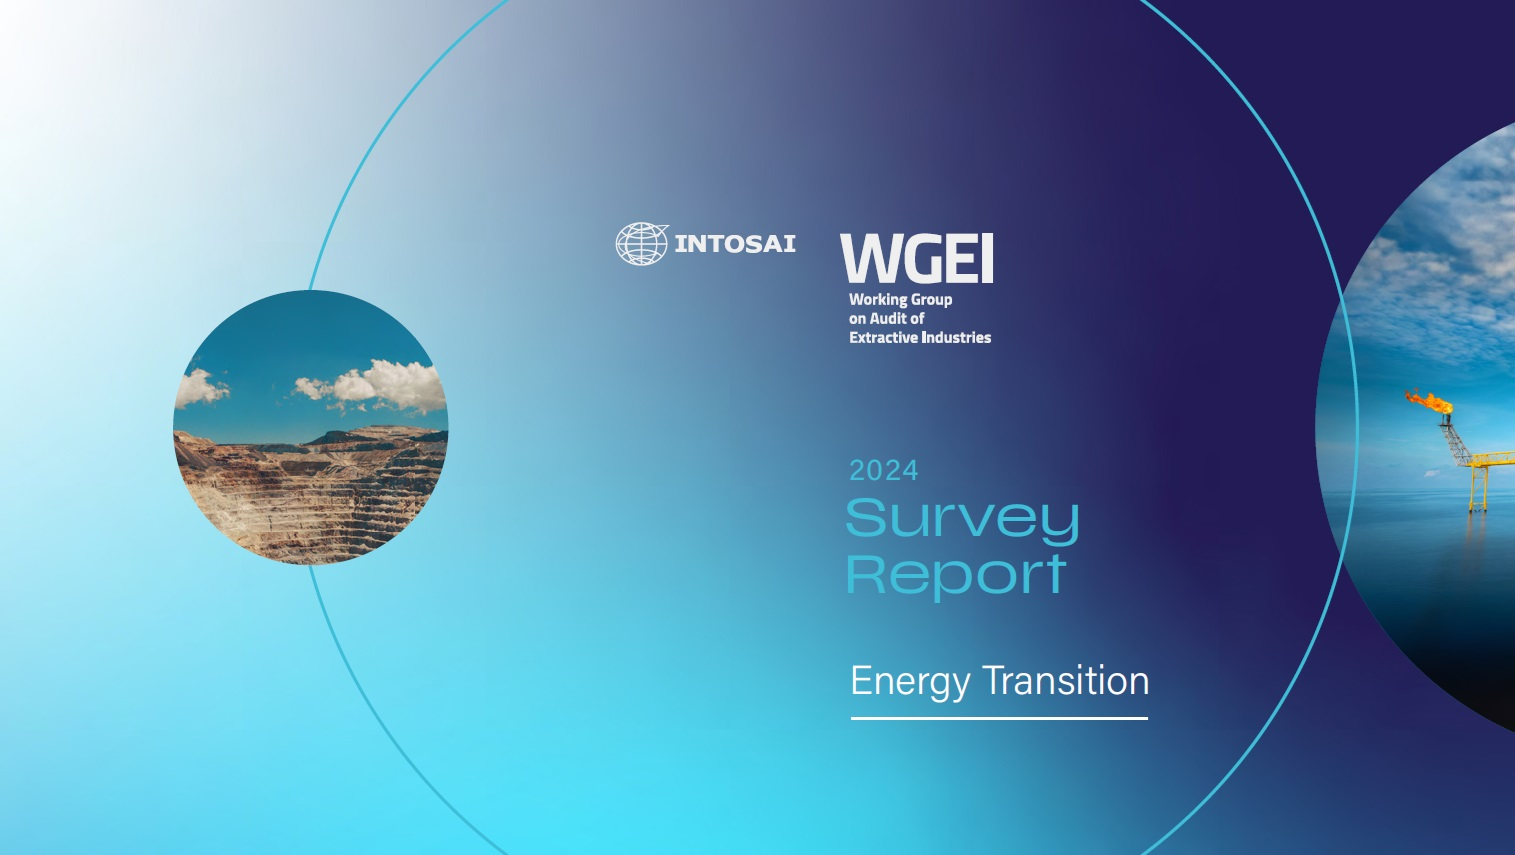 INTOSAI
WGEI
Working Group
on Audit of
Extractive Industries
2024
Survey
Report
Energy Transition